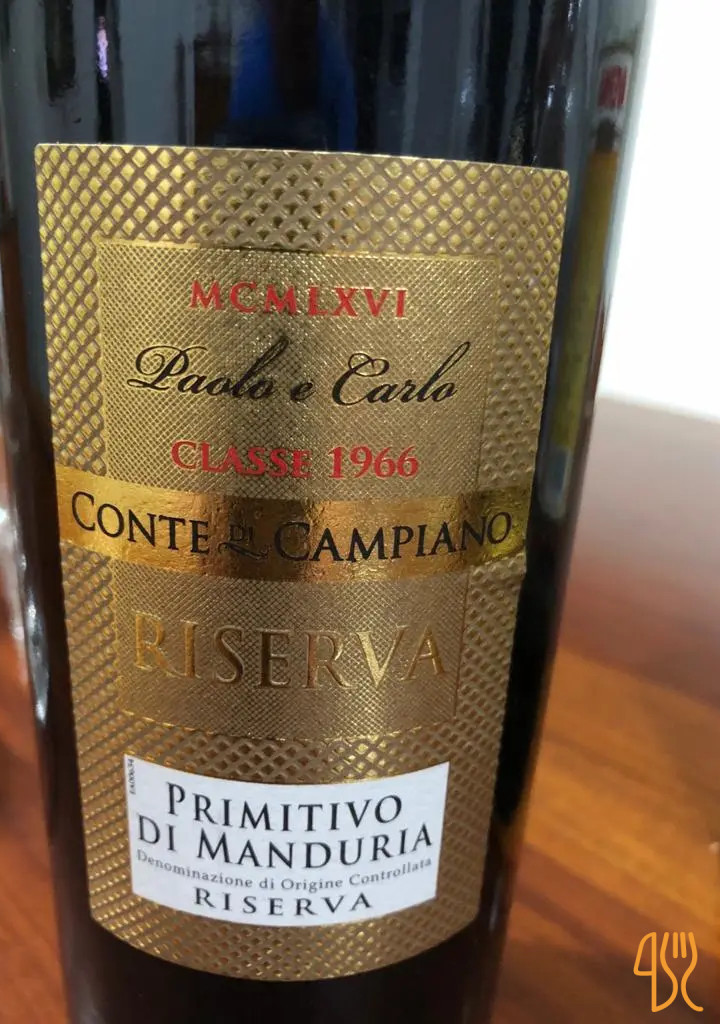 MCMLXVI
Paolo e Carlo
CLASSE 1966
CONTE DI CAMPIANO
RISERVA
PRIMITIVO
DI MANDURIA
Denominazione di Origine Controllata
RISERVA